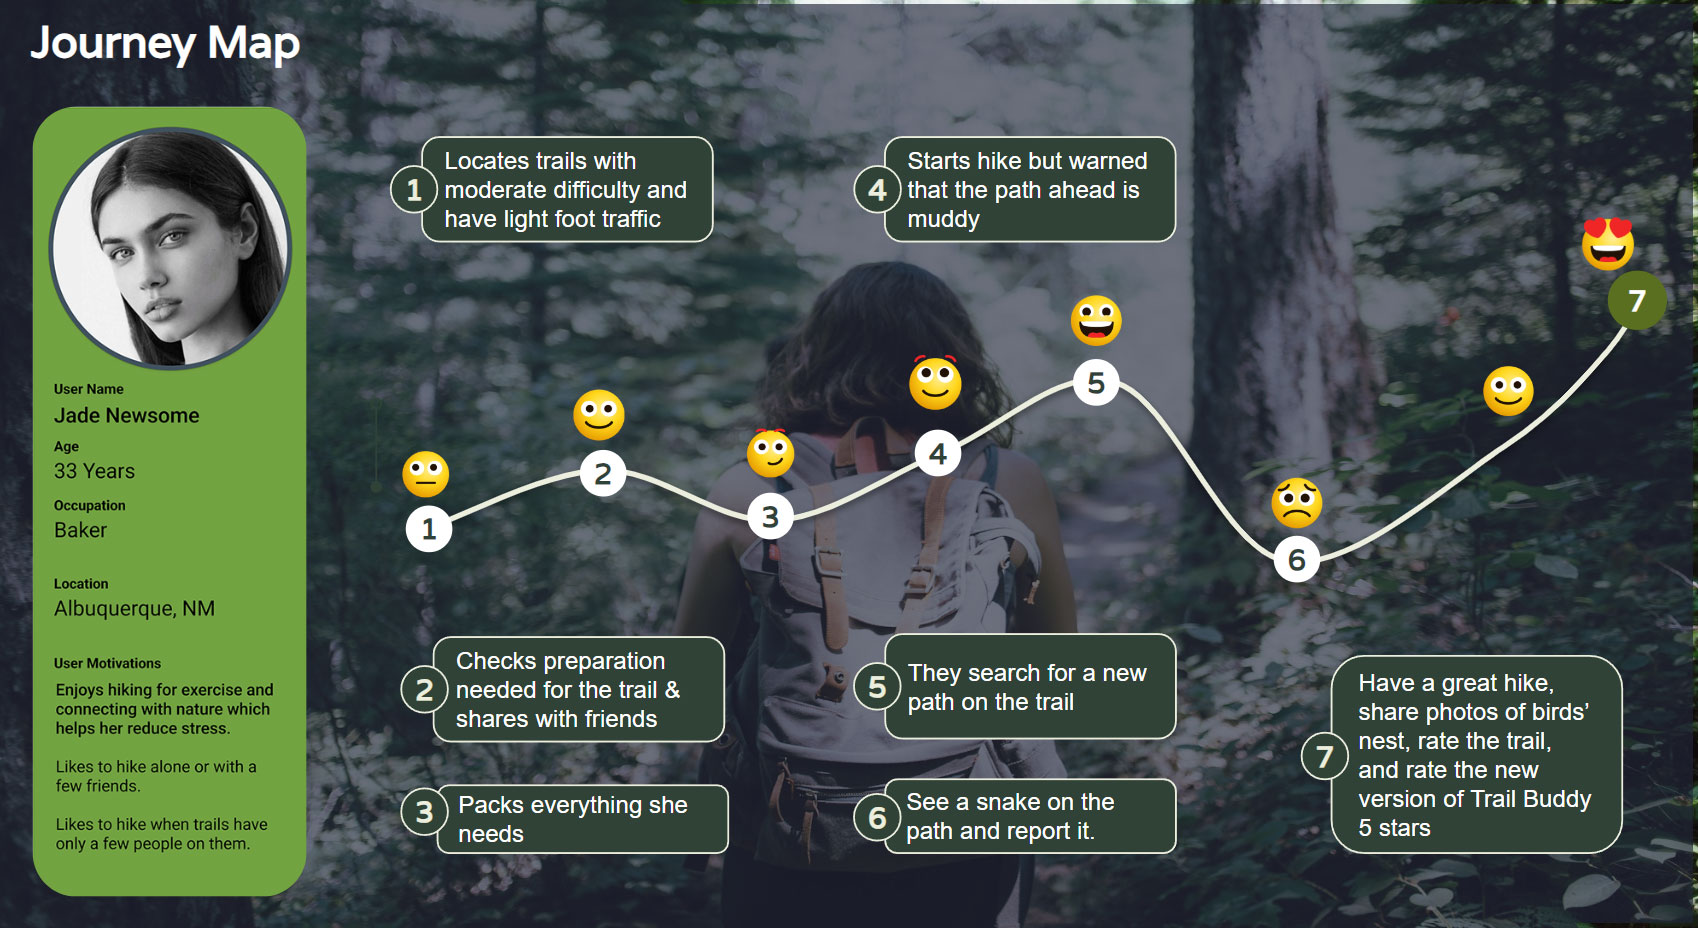 Journey Map
User Name
Jade Newsome
Age
33 Years
Occupation
Baker
Location
Albuquerque, NM
User Motivations
Enjoys hiking for exercise and
connecting with nature which
helps her reduce stress.
Likes to hike alone or with a
few friends.
Likes to hike when trails have
only a few people on them.
1
Locates trails with
moderate difficulty and
have light foot traffic
4
Starts hike but warned
that the path ahead is
muddy
1
2
3
4
5
6
7
2
Checks preparation
needed for the trail &
shares with friends
3
Packs everything she
needs
5
They search for a new
path on the trail
6
See a snake on the
path and report it.
7
Have a great hike,
share photos of birds’
nest, rate the trail,
and rate the new
version of Trail Buddy
5 stars